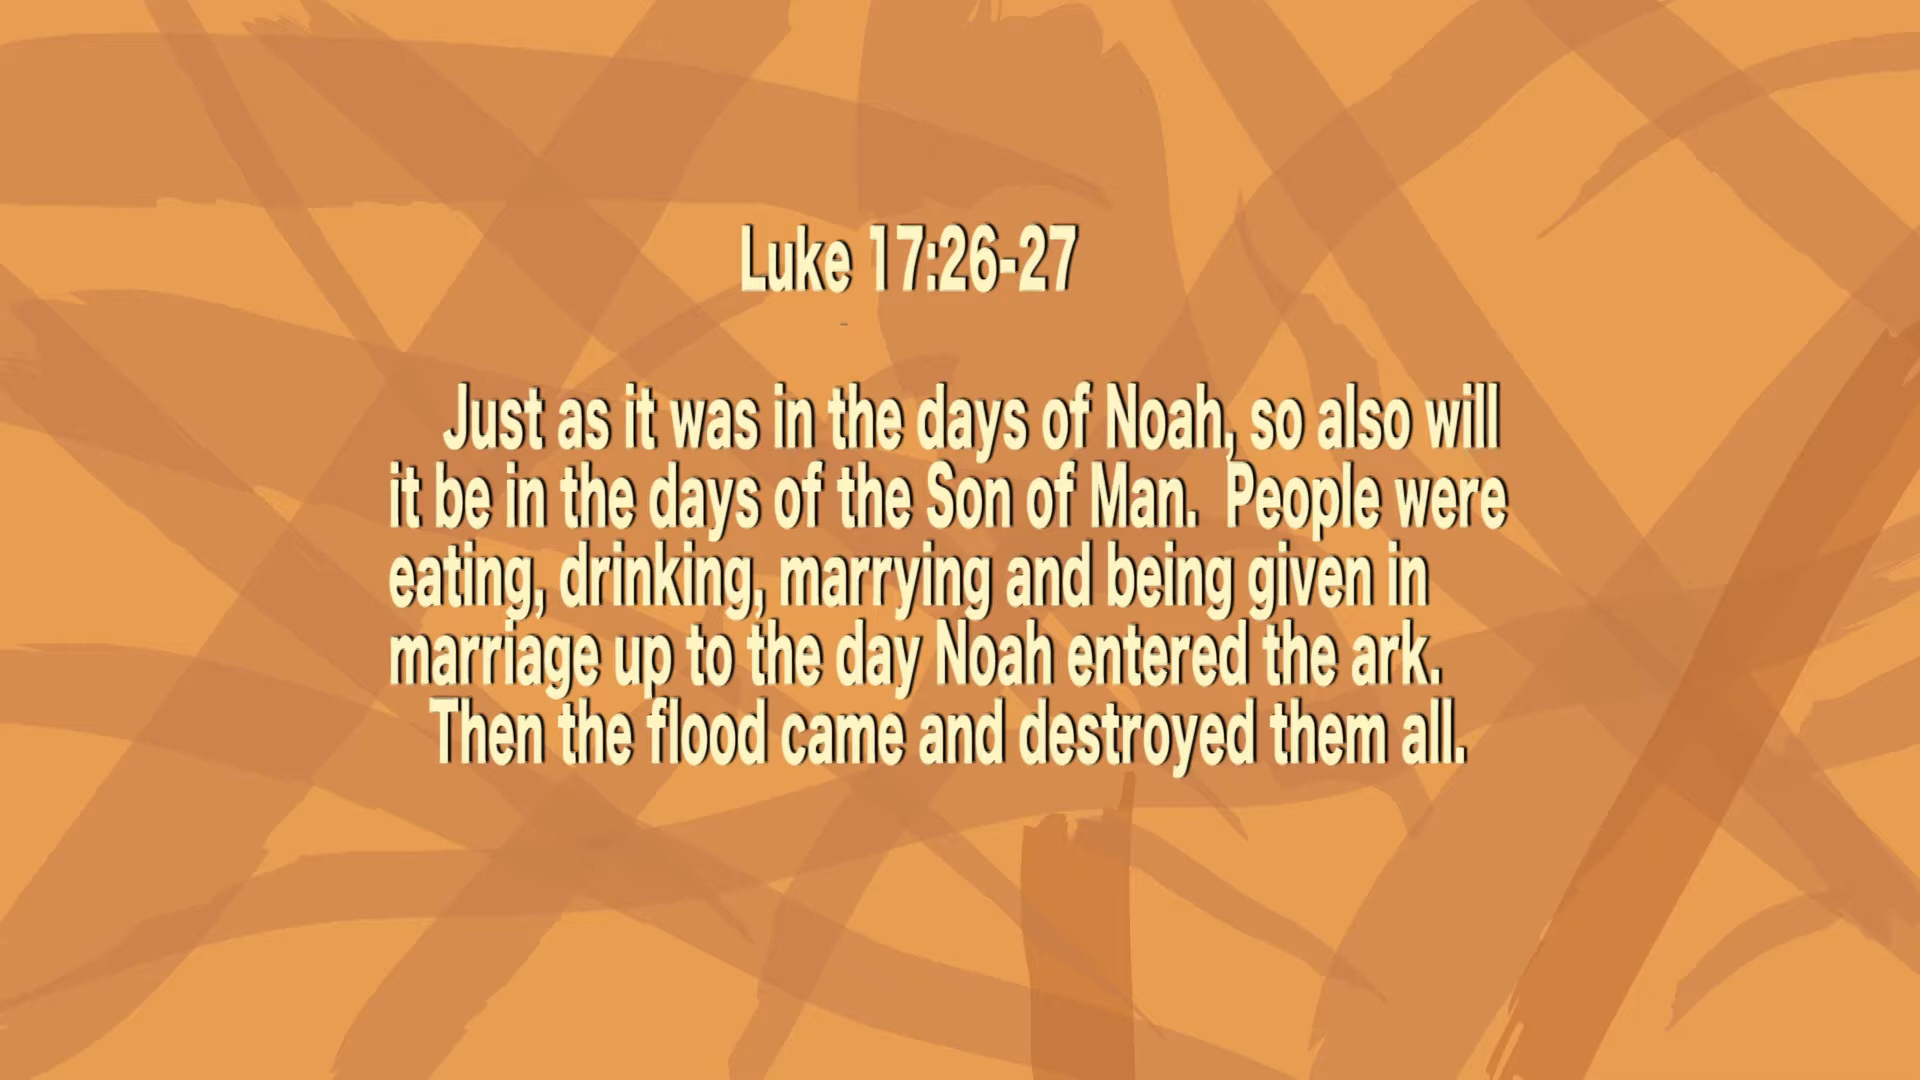 Luke 17:26-27
Just as it was in the days of Noah, so also will
it be in the days of the Son of Man.  People were
eating, drinking, marrying and being given in
marriage up to the day Noah entered the ark.
Then the flood came and destroyed them all.